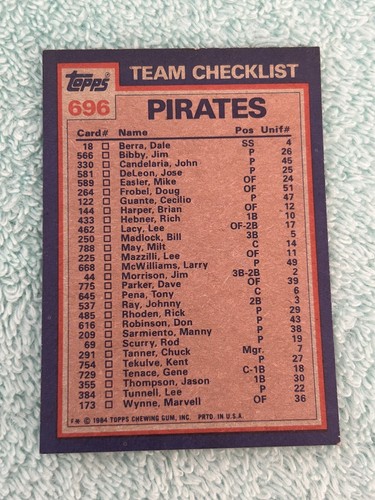 topps
TEAM CHECKLIST
696
PIRATES
Card# Name Pos Unif#
18 Berra, Dale SS 4
566 Bibby, Jim P 26
330 Candelaria, John P 45
581 DeLeon, Jose P 25
589 Easler, Mike OF 24
264 Frobel, Doug OF 51
122 Guante, Cecilio P 47
144 Harper, Brian OF 12
433 Hebner, Rich 1B 10
462 Lacy, Lee OF-2B 17
250 Madlock, Bill 3B 5
788 May, Milt C 14
225 Mazzilli, Lee OF 11
668 McWilliams, Larry P 49
44 Morrison, Jim 3B-2B 2
775 Parker, Dave OF 39
645 Pena, Tony C 6
537 Ray, Johnny 2B 3
485 Rhoden, Rick P 29
616 Robinson, Don P 43
209 Sarmiento, Manny P 38
69 Scurry, Rod P 19
291 Tanner, Chuck Mgr. 7
754 Tekulve, Kent P 27
729 Tenace, Gene C-1B 18
355 Thompson, Jason 1B 30
384 Tunnell, Lee P 22
173 Wynne, Marvell OF 36
© 1984 TOPPS CHEWING GUM, INC. PRTD. IN U.S.A.